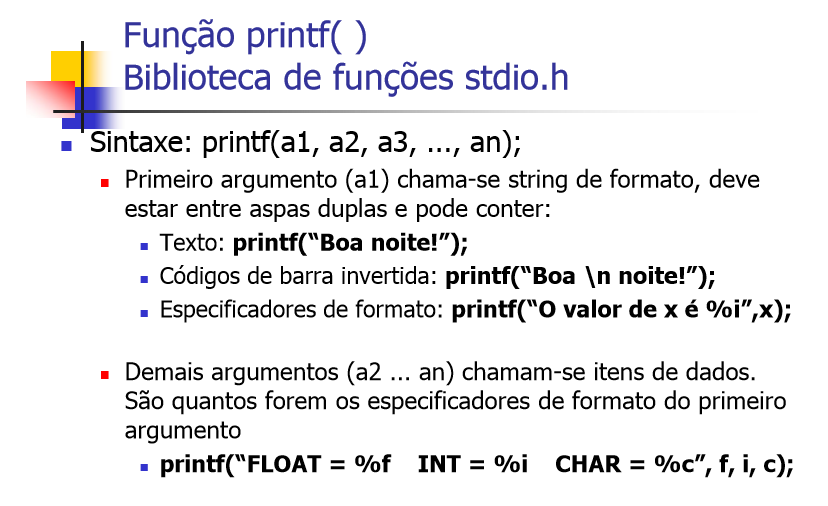 Função printf( )
Biblioteca de funções stdio.h
Sintaxe: printf(a1, a2, a3, ..., an);
Primeiro argumento (a1) chama-se string de formato, deve
estar entre aspas duplas e pode conter:
Texto: printf(“Boa noite!”);
Códigos de barra invertida: printf(“Boa \n noite!”);
Especificadores de formato: printf(“O valor de x é %i”,x);
Demais argumentos (a2 ... an) chamam-se itens de dados.
São quantos forem os especificadores de formato do primeiro
argumento
printf(“FLOAT = %f   INT = %i   CHAR = %c”, f, i, c);